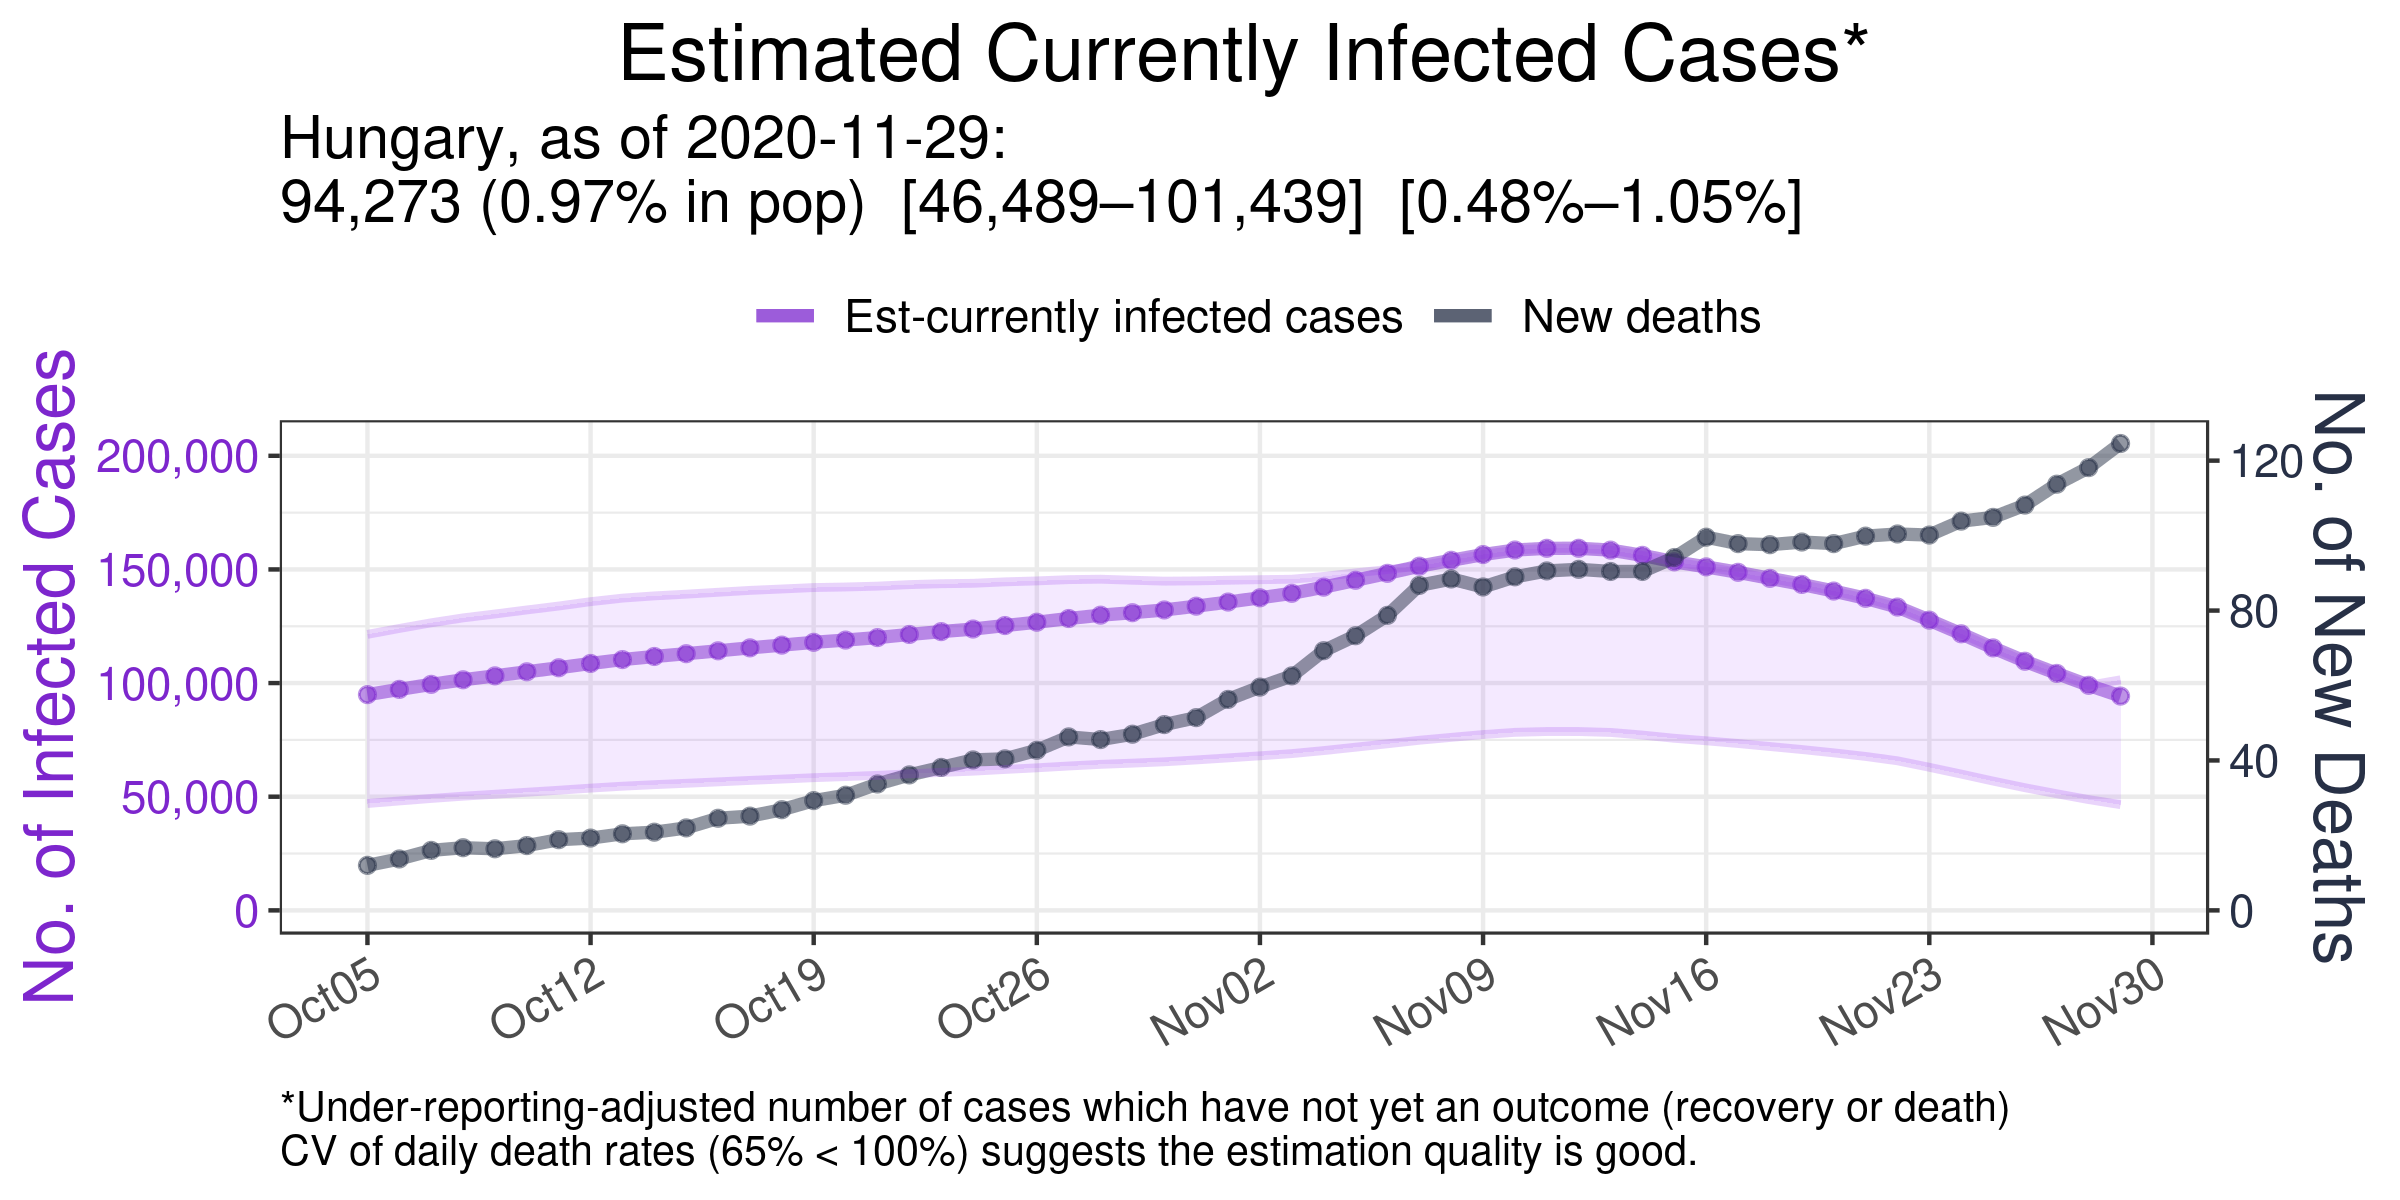 Estimated Currently Infected Cases*
Hungary, as of 2020-11-29:
94,273 (0.97% in pop)  [46,489–101,439]  [0.48%–1.05%]
Est-currently infected cases
New deaths
No. of Infected Cases
200,000
150,000
100,000
50,000
0
120
80
40
0
No. of New Deaths
Oct05
Oct12
Oct19
Oct26
Nov02
Nov09
Nov16
Nov23
Nov30
*Under-reporting-adjusted number of cases which have not yet an outcome (recovery or death)
CV of daily death rates (65% < 100%) suggests the estimation quality is good.